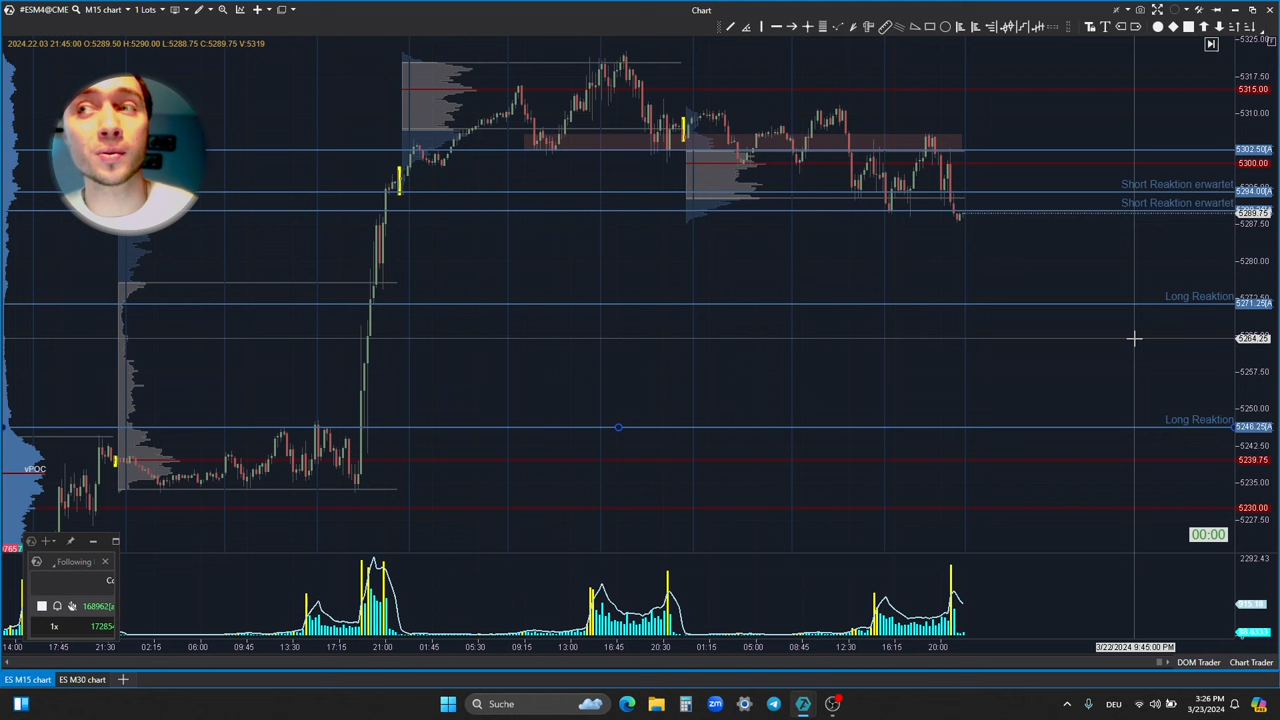 #ESM4@CME M15 chart 1 Lots Chart
2024.22.03 21:45:00 O:5289.50 H:5290.00 L:5288.75 C:5289.75 V:5319
5325.00
5317.50
5315.00
5310.00
5302.50[A
5300.00
Short Reaktion erwartet 5294.00[A
Short Reaktion erwartet
5289.75
5287.50
5280.00
Long Reaktion
5271.25[A
5264.25
5257.50
5250.00
Long Reaktion
5246.25[A
5242.50
5239.75
vPOC
5235.00
5230.00
5227.50
00:00
2292.43
Following
168962[a
915.18
1x 17285
14:00 17:45 21:30 02:15 05:00 09:00 13:30 17:15 21:00 01:45 05:30 09:15 13:00 16:45 20:30 01:15 05:00 08:45 12:30 16:15 20:00 3/22/2024 9:45:00 PM
DOM Trader Chart Trader
ES M15 chart ES M30 chart
Suche zm DEU 3:26 PM
3/23/2024